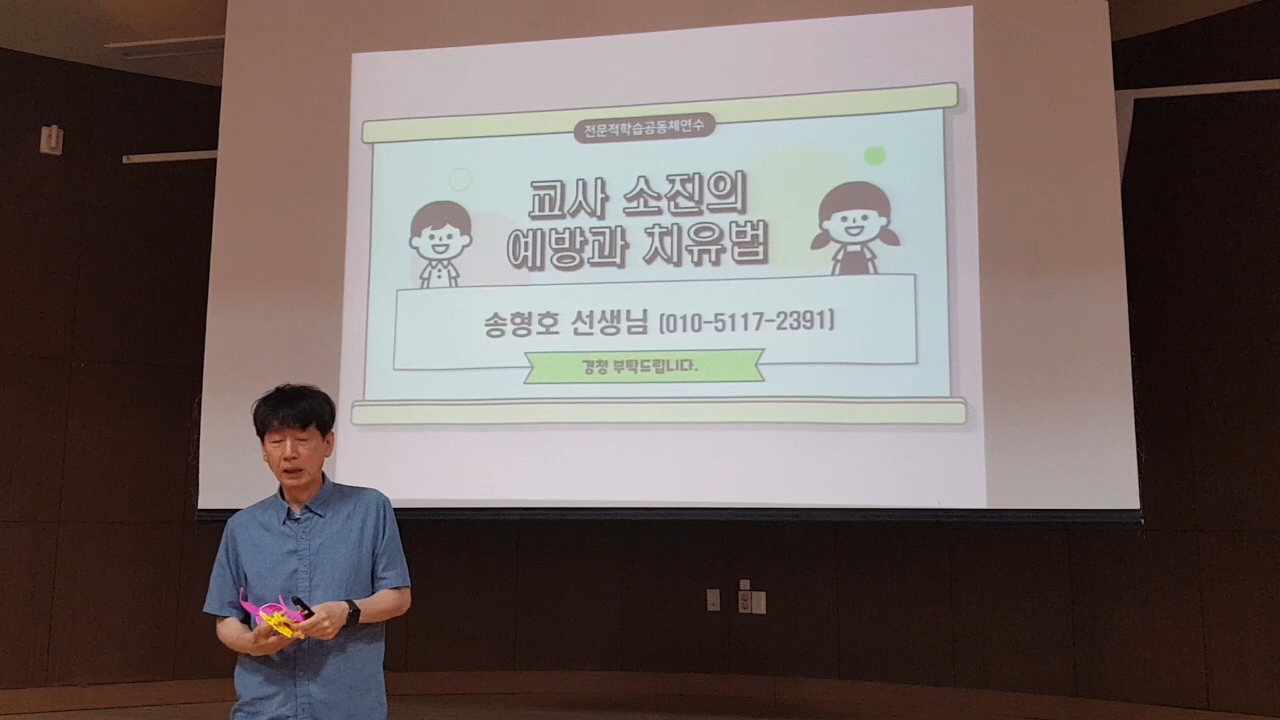 전문적학습공동체연수
교사 소진의
예방과 치유법
송형호 선생님 (010-5117-2391)
경청 부탁드립니다.